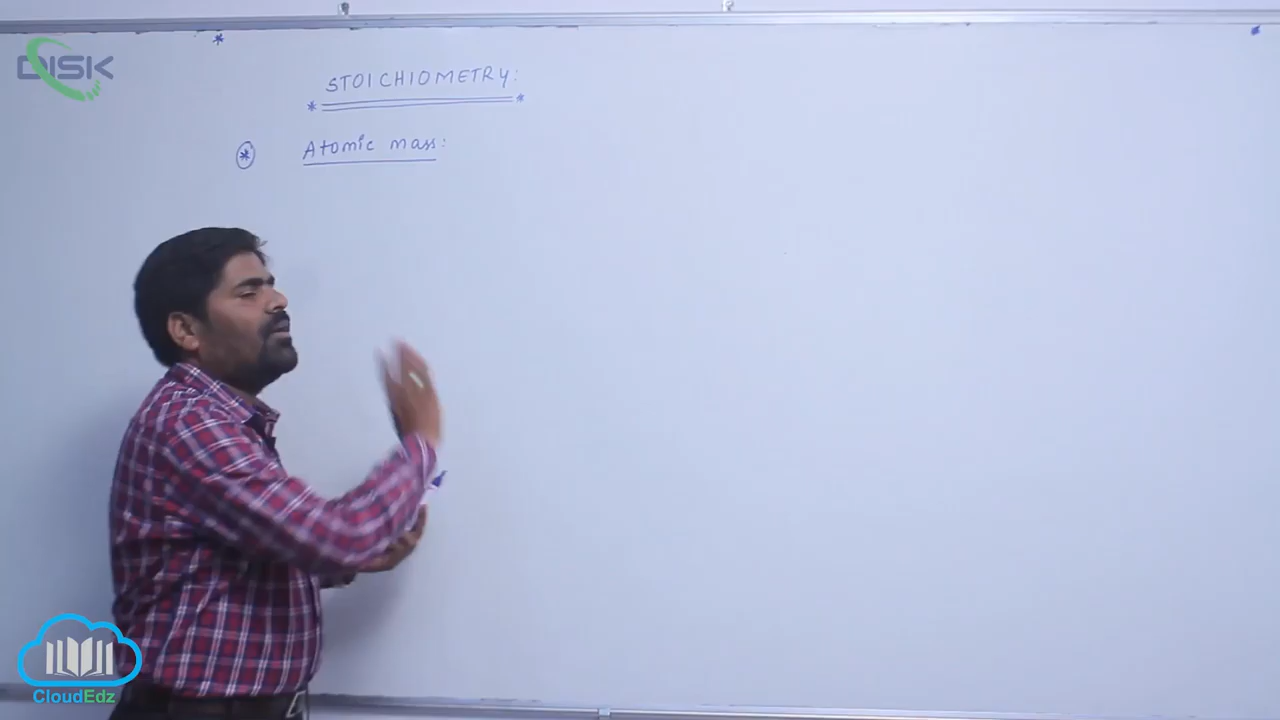 DISK
STOICHIOMETRY:
* *
* Atomic mass:
CloudEdz